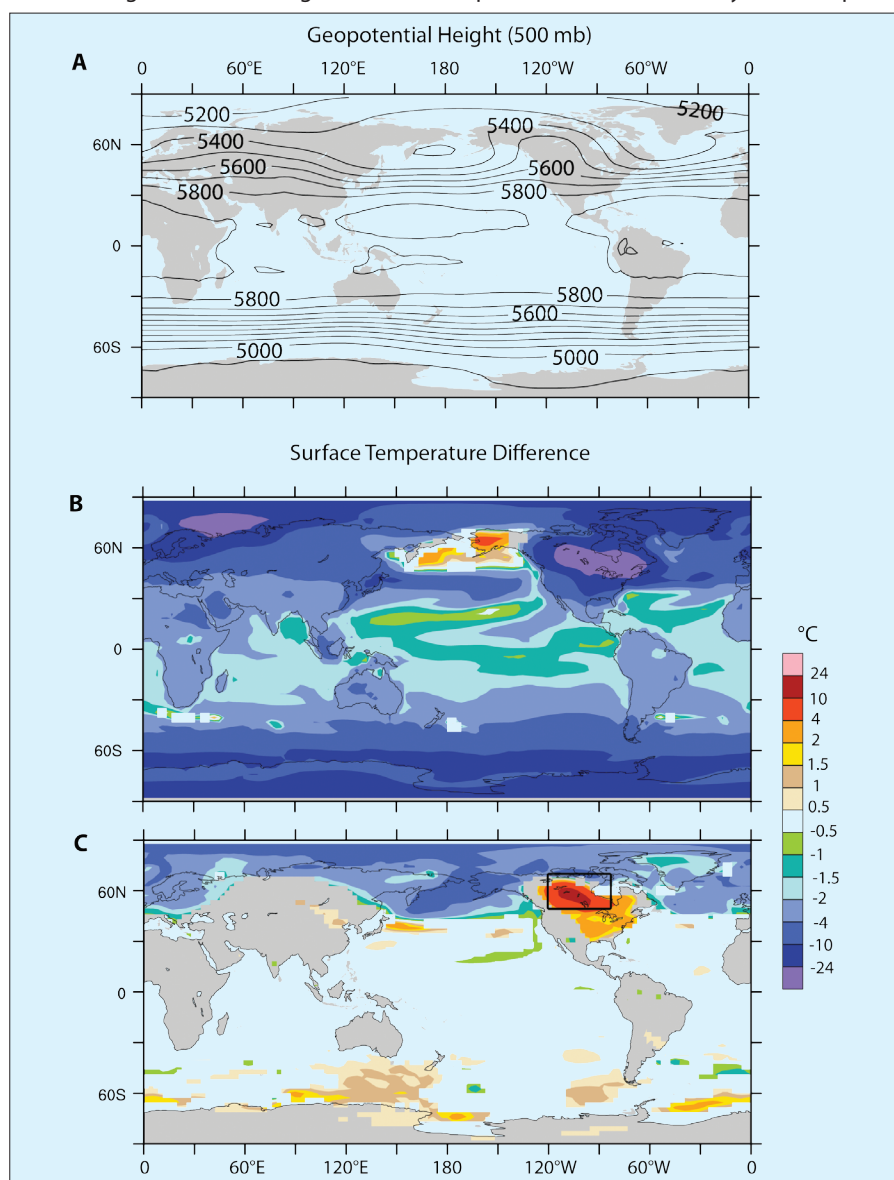 Geopotential Height (500 mb)
A
0 60°E 120°E 180 120°W 60°W 0
5200 5200
5400 5400
60N
5600 5600
5800 5800
0
5800 5800
5600
60S
5000 5000
Surface Temperature Difference
B
60N
0
60S
°C
24
10
4
2
1.5
1
0.5
-0.5
-1
-1.5
-2
-4
-10
-24
C
60N
0
60S
0 60°E 120°E 180 120°W 60°W 0